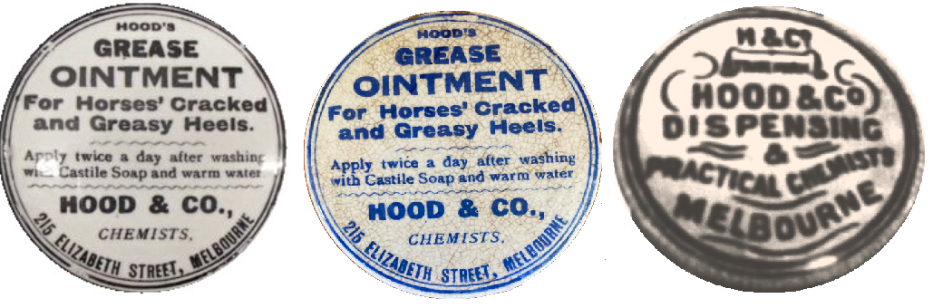 HOOD'S
GREASE
OINTMENT
For Horses' Cracked
and Greasy Heels.
Apply twice a day after washing
with Castile Soap and warm water
HOOD & CO.,
CHEMISTS,
215 ELIZABETH STREET, MELBOURNE
HOOD'S
GREASE
OINTMENT
For Horses' Cracked
and Greasy Heels.
Apply twice a day after washing
with Castile Soap and warm water
HOOD & CO.,
CHEMISTS,
215 ELIZABETH STREET, MELBOURNE
H & Co
HOOD & Co
DISPENSING
&
PRACTICAL CHEMISTS
MELBOURNE